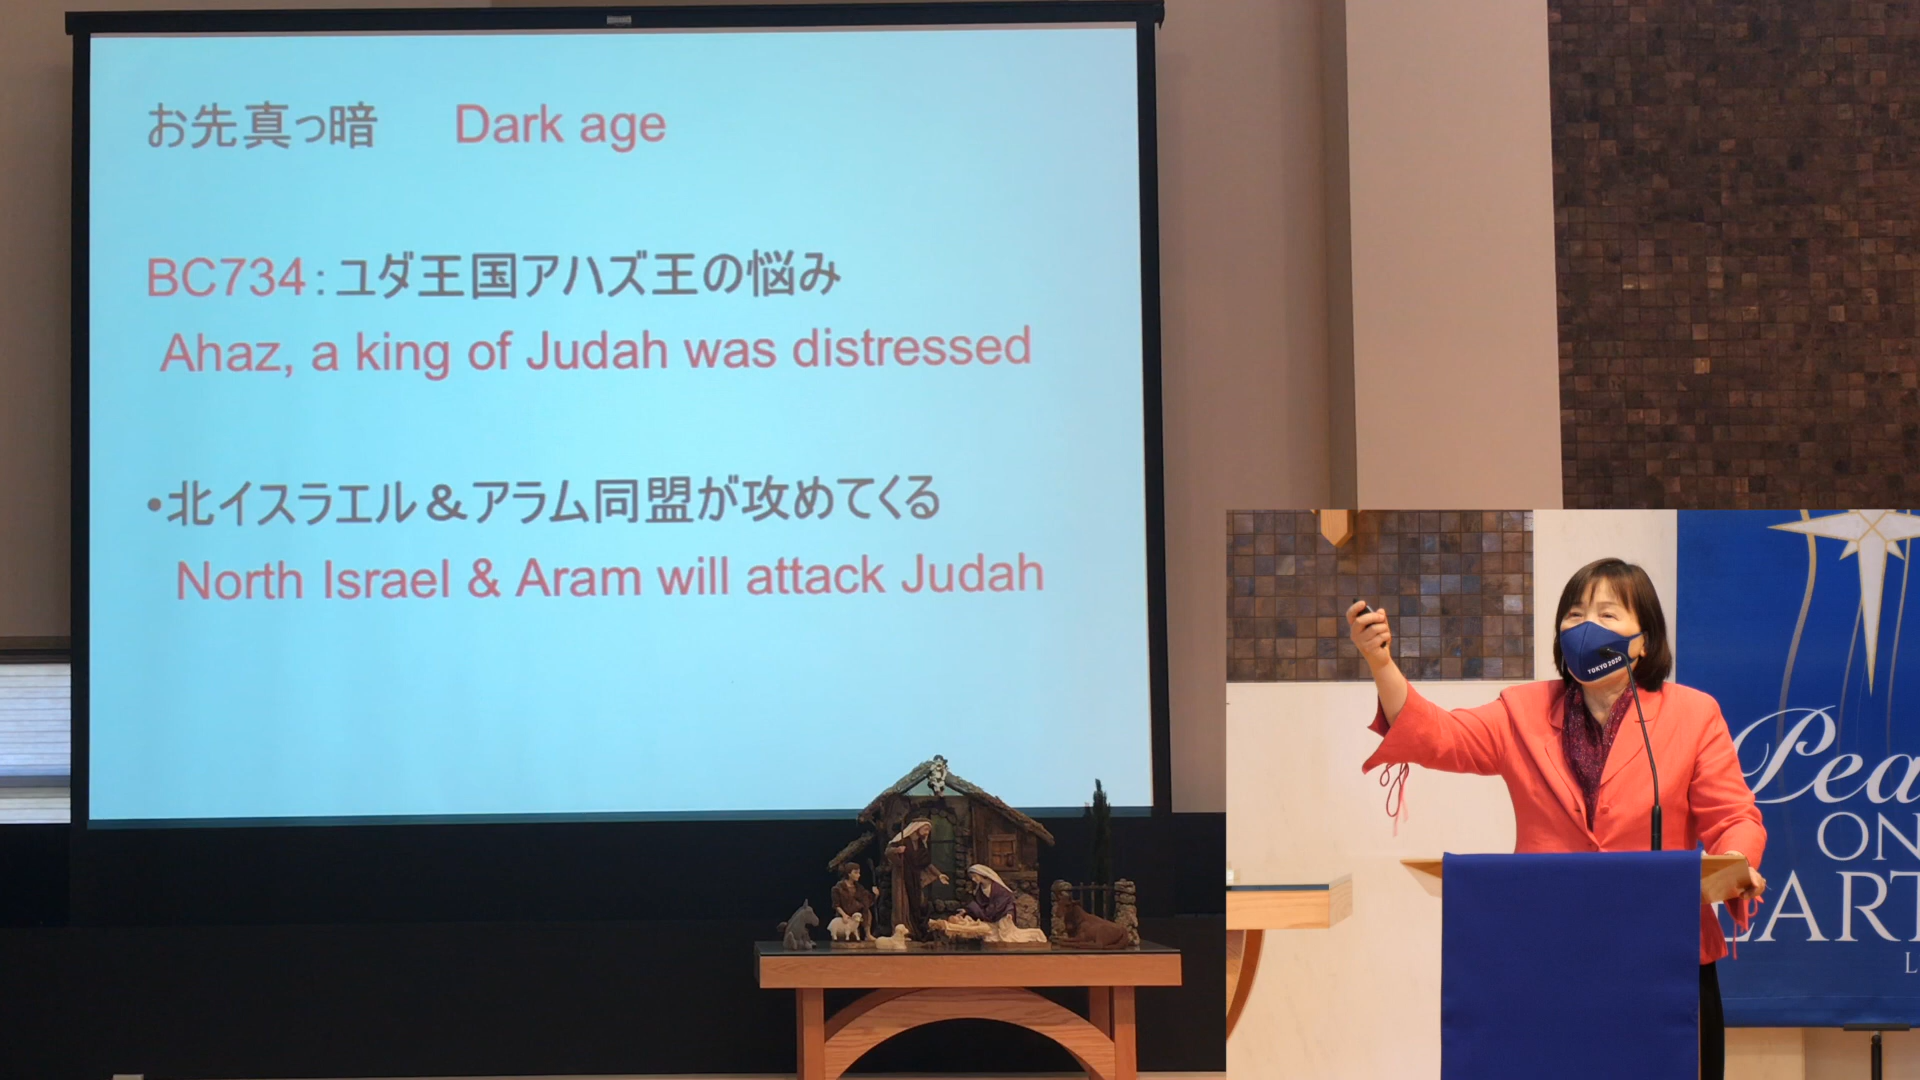 お先真っ暗 Dark age
BC734：ユダ王国アハズ王の悩み
Ahaz, a king of Judah was distressed
•北イスラエル＆アラム同盟が攻めてくる
North Israel & Aram will attack Judah
TOKYO 2020
Pea
ON
EART
L